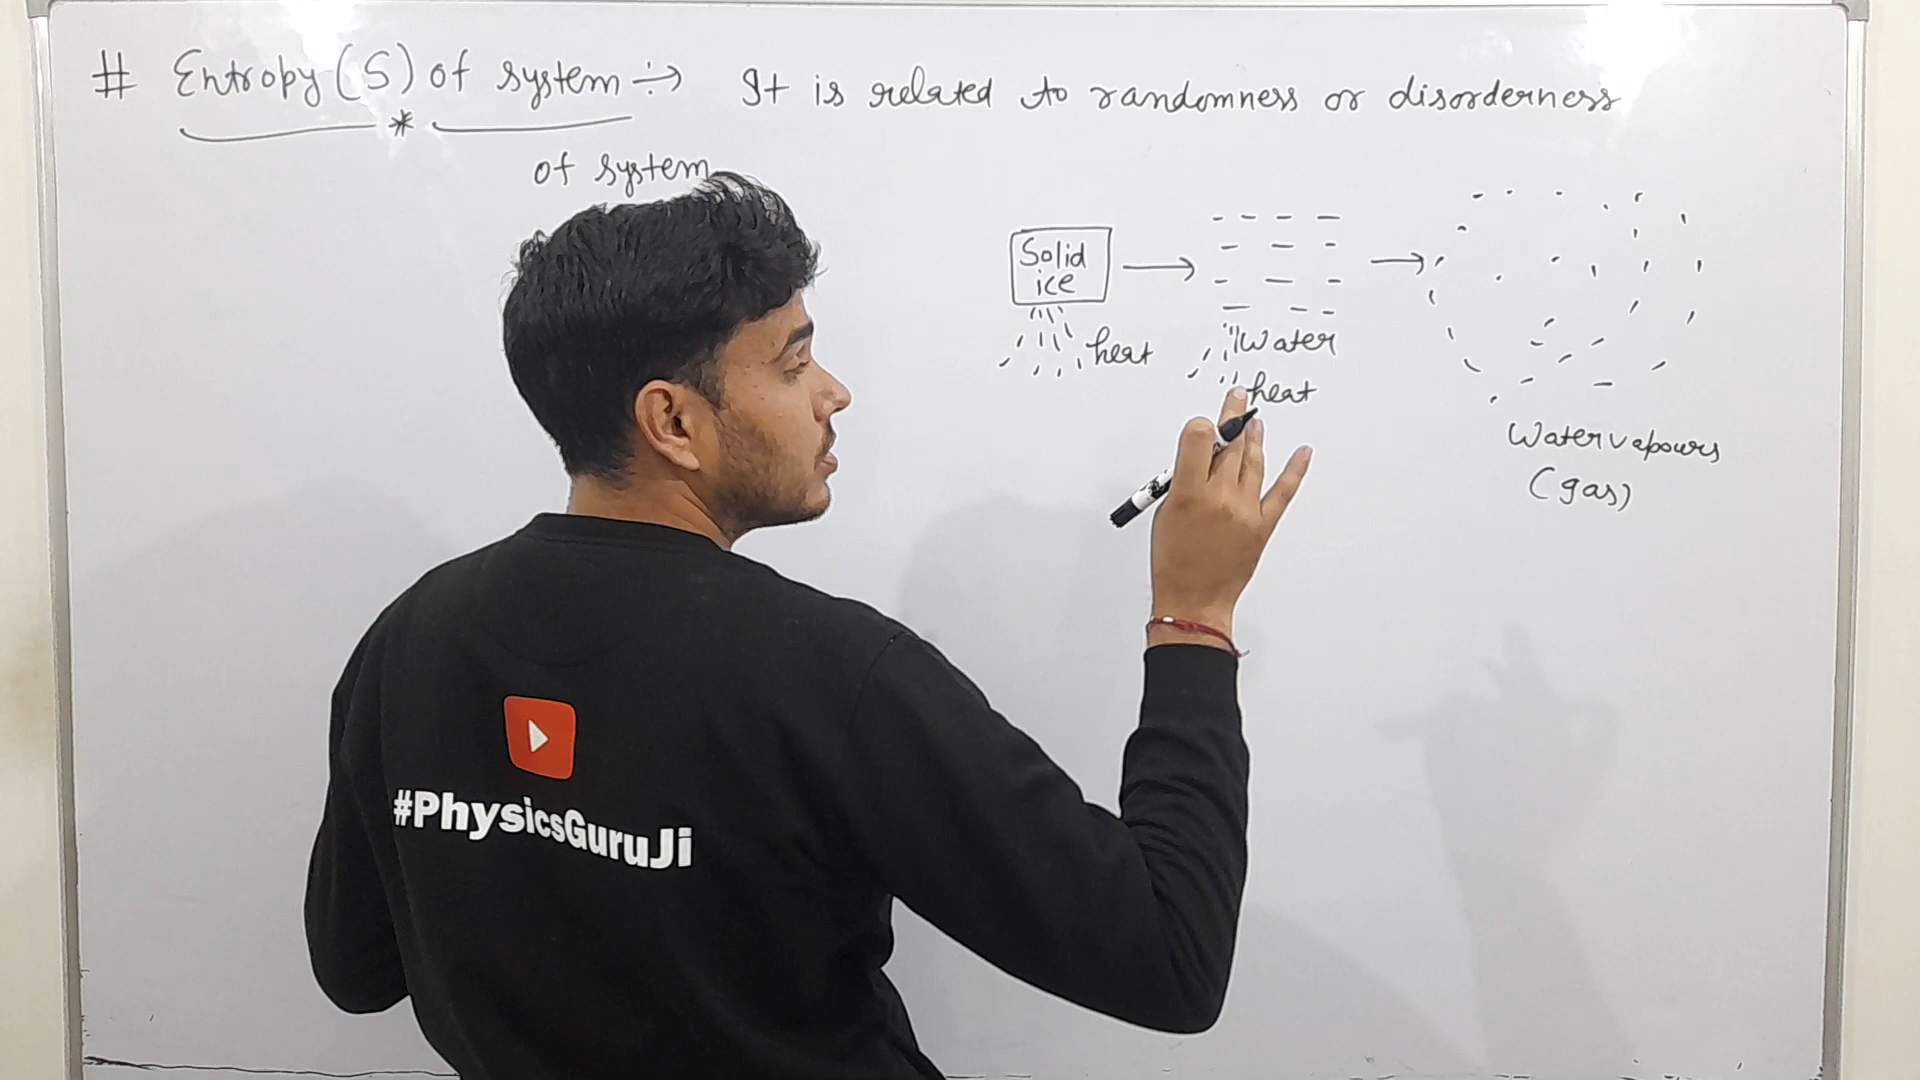 # Entropy (S) of system ÷→ It is related to randomness or disorderness
*
of system
Solid
ice
→
→
heat
Water
heat
Water vapours
(gas)
#PhysicsGuruJi